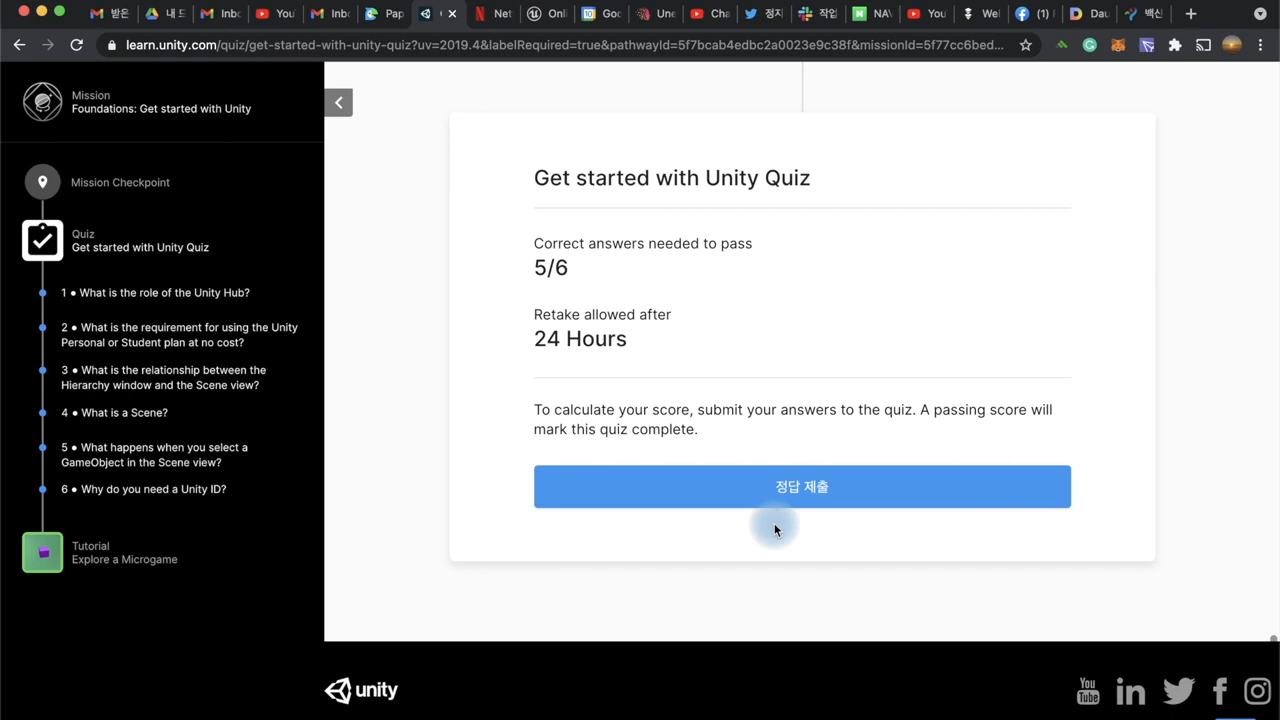 받은
내 드
Inbo
You
Inbo
Pap
Net
Onli
Goo
Une
Cha
정지
작업
NAV
You
Wel
(1)
Dau
백신
learn.unity.com/quiz/get-started-with-unity-quiz?uv=2019.4&labelRequired=true&pathwayId=5f7bcab4edbc2a0023e9c38f&missionId=5f77cc6bed...
Mission
Foundations: Get started with Unity
Mission Checkpoint
Quiz
Get started with Unity Quiz
1 ● What is the role of the Unity Hub?
2 ● What is the requirement for using the Unity
Personal or Student plan at no cost?
3 ● What is the relationship between the
Hierarchy window and the Scene view?
4 ● What is a Scene?
5 ● What happens when you select a
GameObject in the Scene view?
6 ● Why do you need a Unity ID?
Tutorial
Explore a Microgame
Get started with Unity Quiz
Correct answers needed to pass
5/6
Retake allowed after
24 Hours
To calculate your score, submit your answers to the quiz. A passing score will
mark this quiz complete.
정답 제출
unity
You
Tube